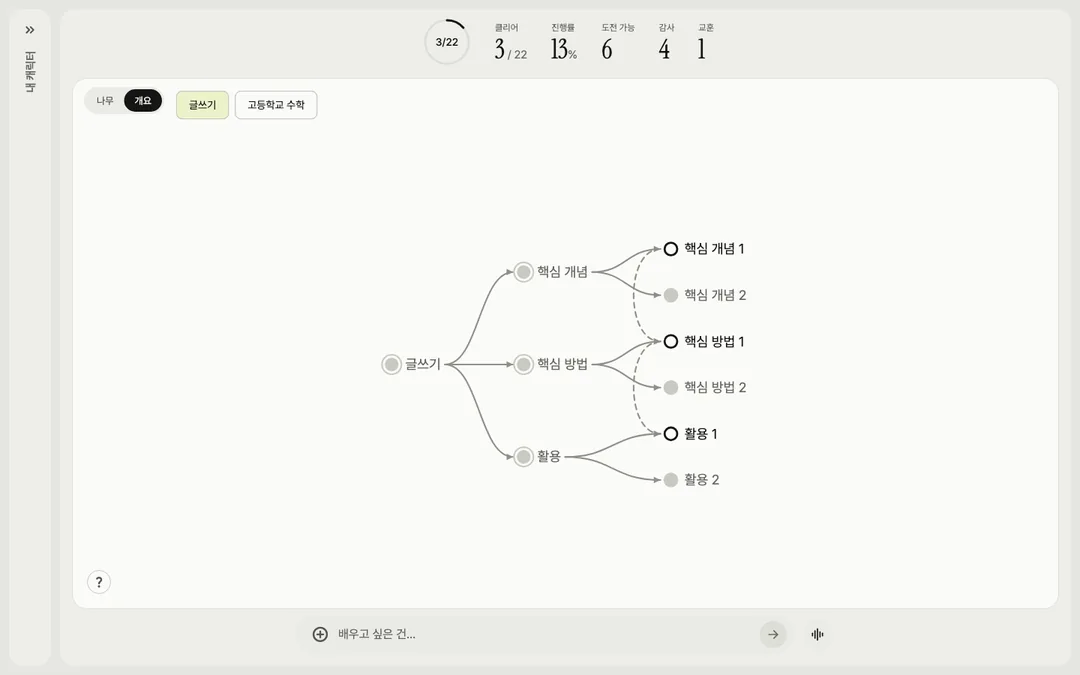 내 캐릭터
3/22
클리어
3 / 22
진행률
13%
도전 가능
6
감사
4
교훈
1
나무
개요
글쓰기
고등학교 수학
글쓰기
핵심 개념
핵심 방법
활용
핵심 개념 1
핵심 개념 2
핵심 방법 1
핵심 방법 2
활용 1
활용 2
?
배우고 싶은 건...